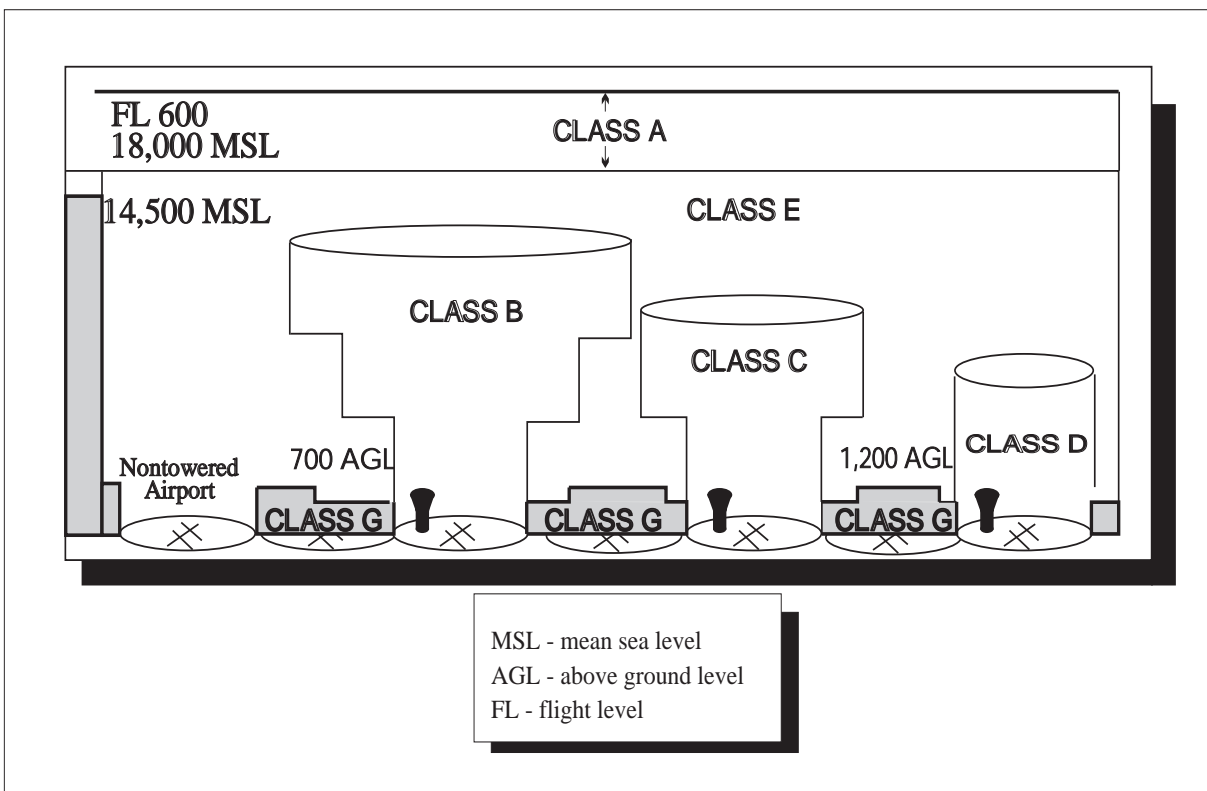 FL 600
18,000 MSL
CLASS A
14,500 MSL
CLASS E
CLASS B
CLASS C
CLASS D
700 AGL
1,200 AGL
Nontowered
Airport
CLASS G
CLASS G
CLASS G
MSL - mean sea level
AGL - above ground level
FL - flight level